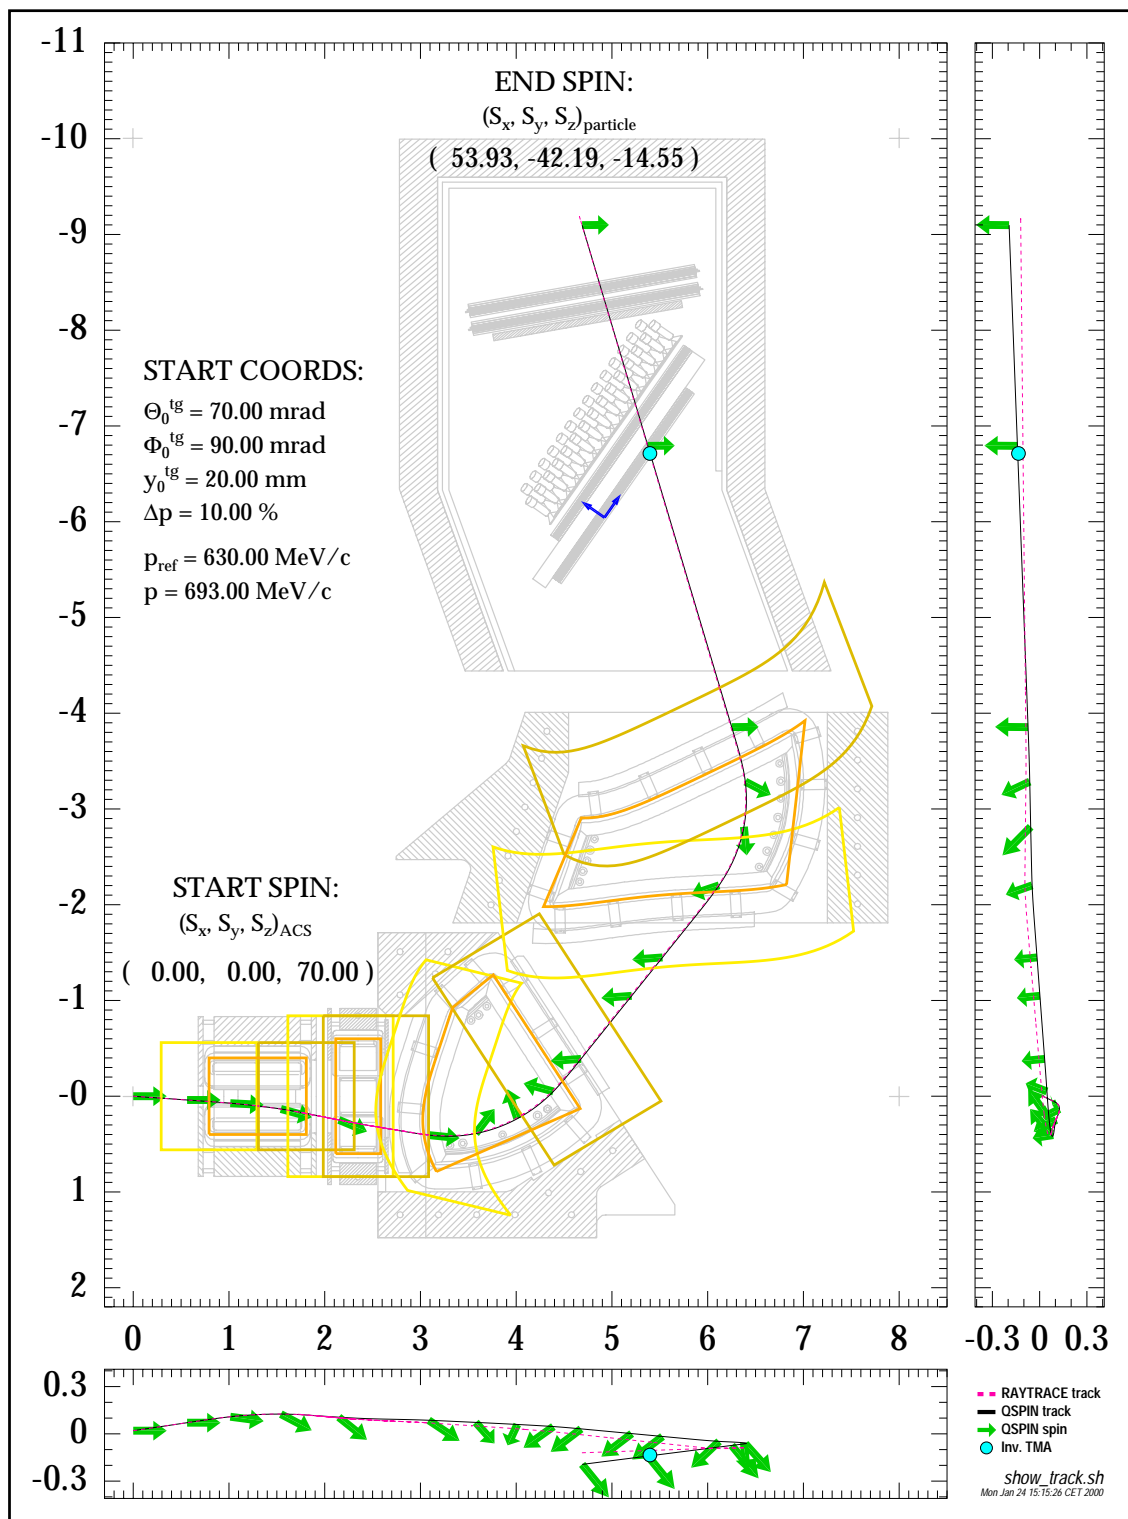 -11
-10
-9
-8
-7
-6
-5
-4
-3
-2
-1
-0
1
2
END SPIN:
(Sx, Sy, Sz)particle
( 53.93, -42.19, -14.55 )
START COORDS:
Θ0tg = 70.00 mrad
Φ0tg = 90.00 mrad
y0tg = 20.00 mm
Δp = 10.00 %
pref = 630.00 MeV/c
p = 693.00 MeV/c
START SPIN:
(Sx, Sy, Sz)ACS
( 0.00, 0.00, 70.00 )
0 1 2 3 4 5 6 7 8
-0.3 0 0.3
0.3
0
-0.3
RAYTRACE track
QSPIN track
QSPIN spin
Inv. TMA
show_track.sh
Mon Jan 24 15:15:26 CET 2000